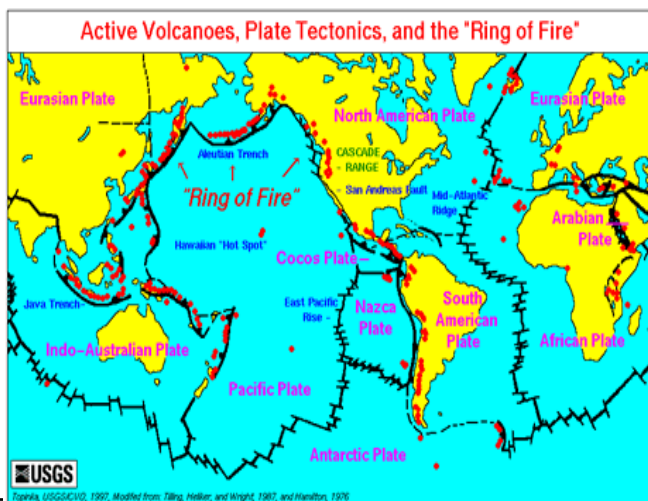 Active Volcanoes, Plate Tectonics, and the "Ring of Fire"
Eurasian Plate
North American Plate
Eurasian Plate
Aleutian Trench
CASCADE
RANGE
"Ring of Fire"
San Andreas Fault
Mid-Atlantic
Ridge
Arabian
Plate
Hawaiian "Hot Spot"
Cocos Plate
Java Trench
East Pacific
Rise
Nazca
Plate
South
American
Plate
African Plate
Indo-Australian Plate
Pacific Plate
Antarctic Plate
USGS
Topinka, USGS/CVO, 1997, Modified from: Tilling, Heliker, and Wright, 1987, and Hamilton, 1976